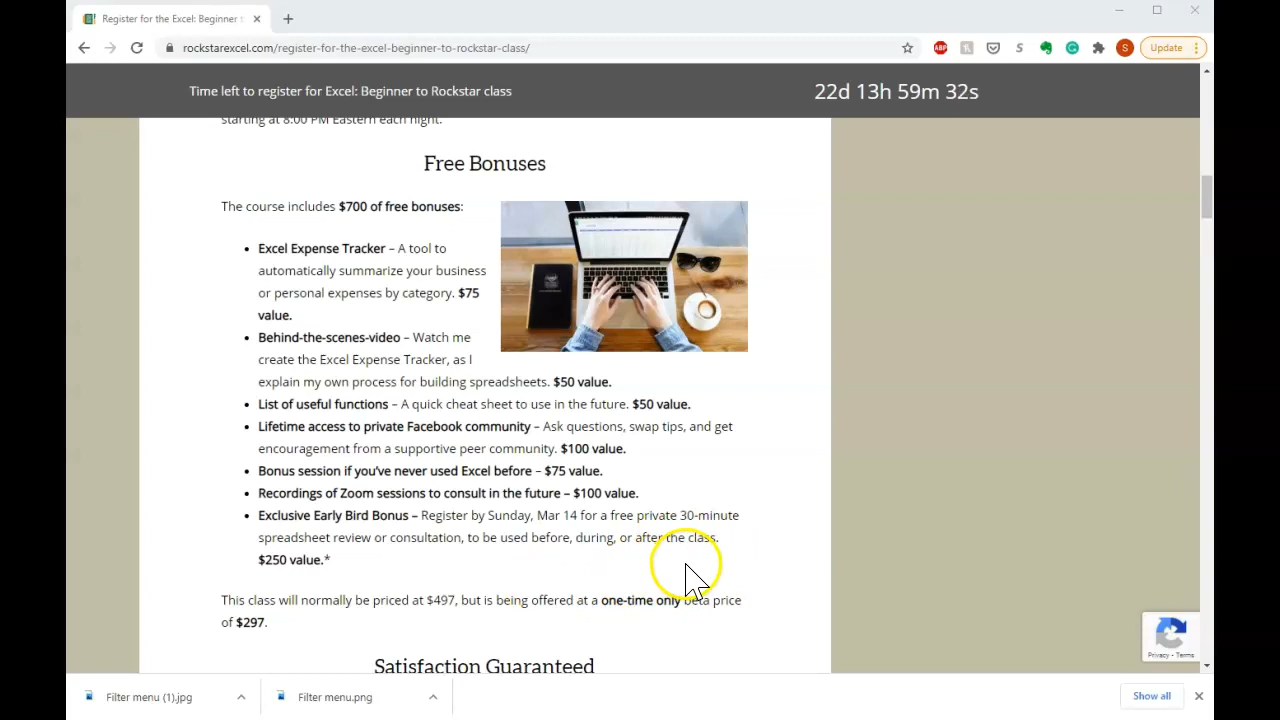 Register for the Excel: Beginner t
rockstarexcel.com/register-for-the-excel-beginner-to-rockstar-class/
ABP
S
S
Update
Time left to register for Excel: Beginner to Rockstar class
22d 13h 59m 32s
starting at 8:00 PM Eastern each night.
Free Bonuses
The course includes $700 of free bonuses:
• Excel Expense Tracker – A tool to
automatically summarize your business
or personal expenses by category. $75
value.
• Behind-the-scenes-video – Watch me
create the Excel Expense Tracker, as I
explain my own process for building spreadsheets. $50 value.
• List of useful functions – A quick cheat sheet to use in the future. $50 value.
• Lifetime access to private Facebook community – Ask questions, swap tips, and get
encouragement from a supportive peer community. $100 value.
• Bonus session if you've never used Excel before – $75 value.
• Recordings of Zoom sessions to consult in the future – $100 value.
• Exclusive Early Bird Bonus – Register by Sunday, Mar 14 for a free private 30-minute
spreadsheet review or consultation, to be used before, during, or after the class.
$250 value.*
This class will normally be priced at $497, but is being offered at a one-time only beta price
of $297.
Satisfaction Guaranteed
Privacy - Terms
Filter menu (1).jpg
Filter menu.png
Show all